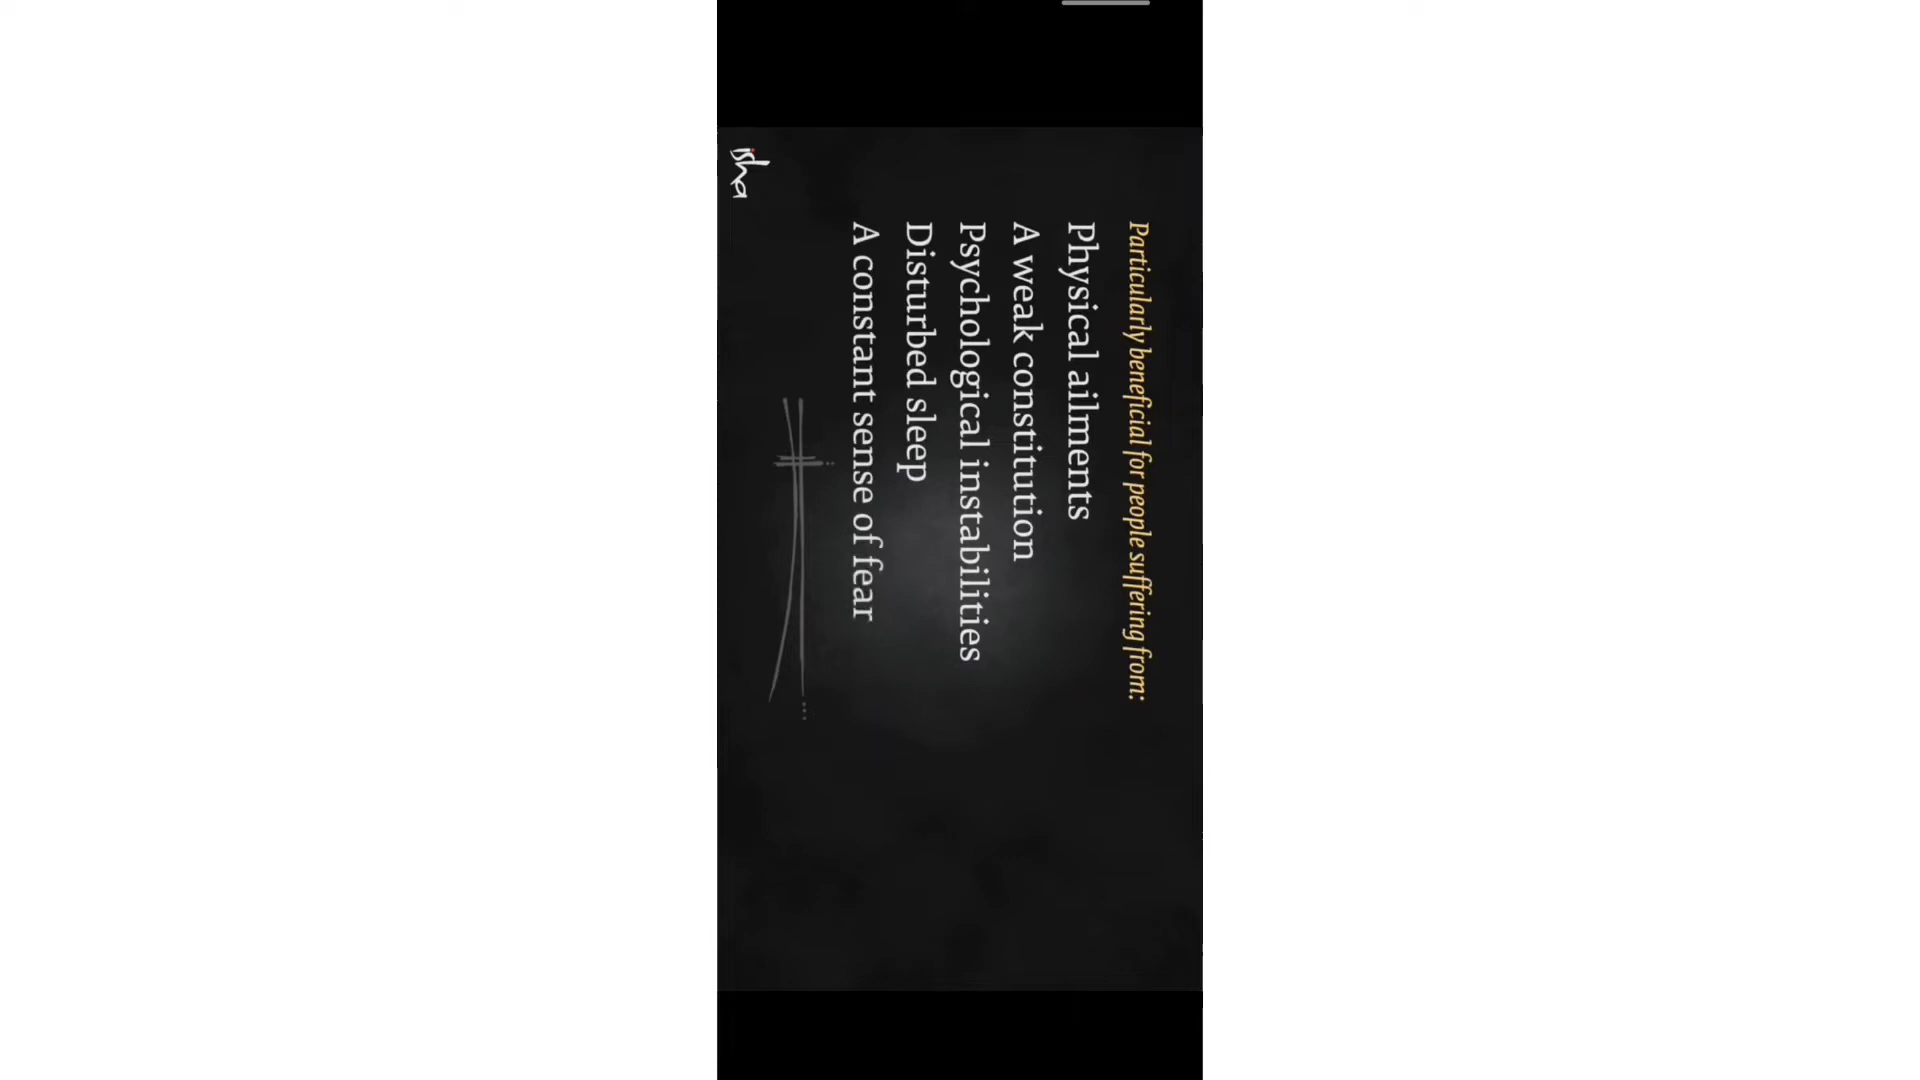 Particularly beneficial for people suffering from:
Physical ailments
A weak constitution
Psychological instabilities
Disturbed sleep
A constant sense of fear
isha